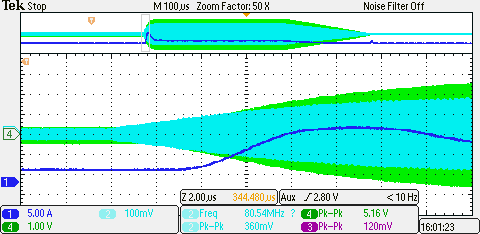 Tek Stop M 100µs Zoom Factor: 50 X Noise Filter Off
T
T
4
1
Z 2.00µs 344.480µs Aux 2.80 V < 10 Hz
1 5.00 A 2 100mV 2 Freq 80.54MHz ? 4 Pk-Pk 5.16 V
4 1.00 V 2 Pk-Pk 360mV 3 Pk-Pk 120mV 16:01:23